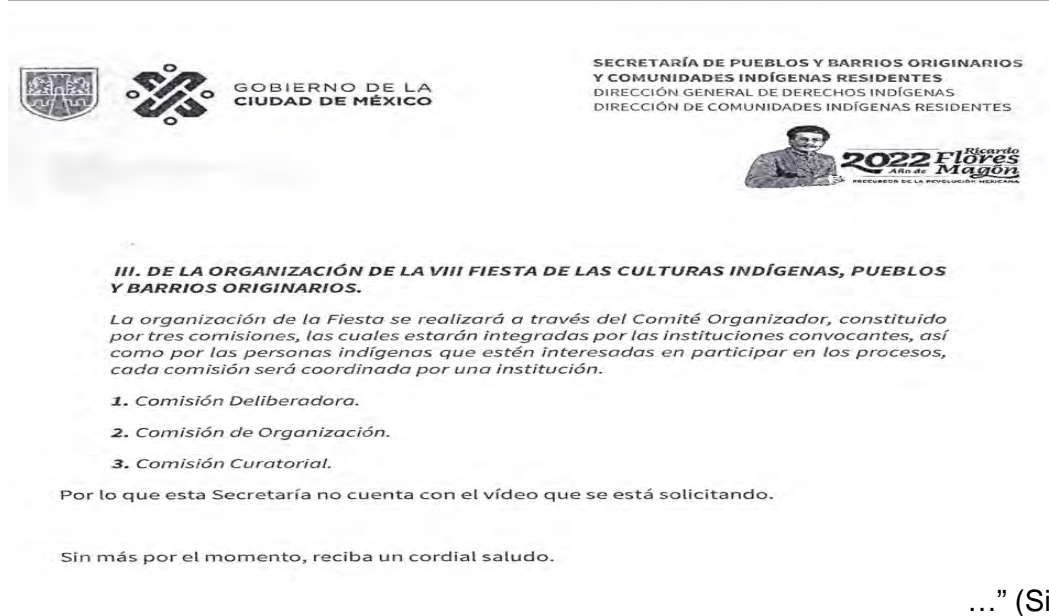 GOBIERNO DE LA
CIUDAD DE MÉXICO
SECRETARÍA DE PUEBLOS Y BARRIOS ORIGINARIOS
Y COMUNIDADES INDÍGENAS RESIDENTES
DIRECCIÓN GENERAL DE DERECHOS INDÍGENAS
DIRECCIÓN DE COMUNIDADES INDÍGENAS RESIDENTES
2022 Ricardo
Año de Flores
Magón
PRECURSOR DE LA REVOLUCIÓN MEXICANA
III. DE LA ORGANIZACIÓN DE LA VIII FIESTA DE LAS CULTURAS INDÍGENAS, PUEBLOS
Y BARRIOS ORIGINARIOS.
La organización de la Fiesta se realizará a través del Comité Organizador, constituido
por tres comisiones, las cuales estarán integradas por las instituciones convocantes, así
como por las personas indígenas que estén interesadas en participar en los procesos,
cada comisión será coordinada por una institución.
1. Comisión Deliberadora.
2. Comisión de Organización.
3. Comisión Curatorial.
Por lo que esta Secretaría no cuenta con el vídeo que se está solicitando.
Sin más por el momento, reciba un cordial saludo.
…” (Si